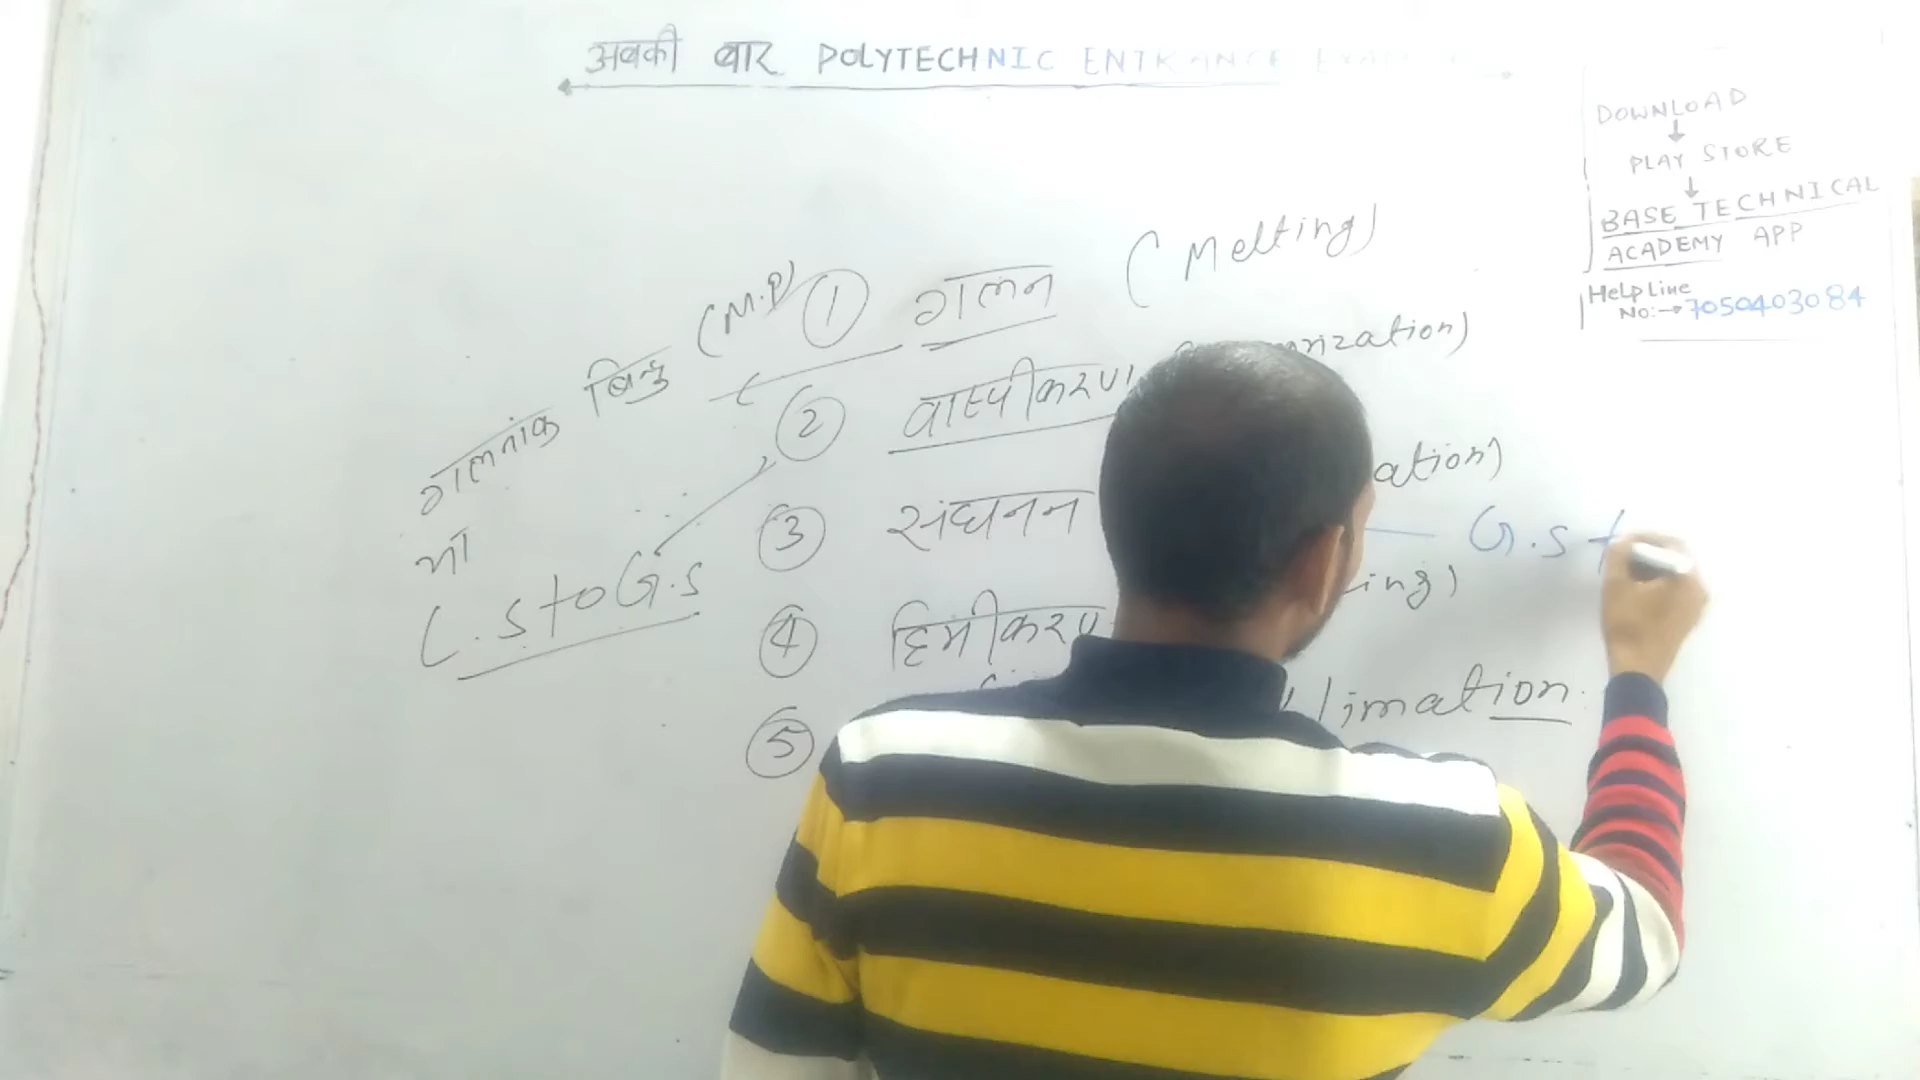 अबकी बार POLYTECHNIC ENTRANCE EXAM
DOWNLOAD
↓
PLAY STORE
↓
BASE TECHNICAL
ACADEMY APP
Help Line
No:→ 7050403084
① गलन (Melting)
गलनांक बिन्दु (M.P)
② वाष्पीकरण rization)
③ संघनन ation) — G.S t
या
L.S to G.S
④ हिमीकरण ing)
⑤ limation